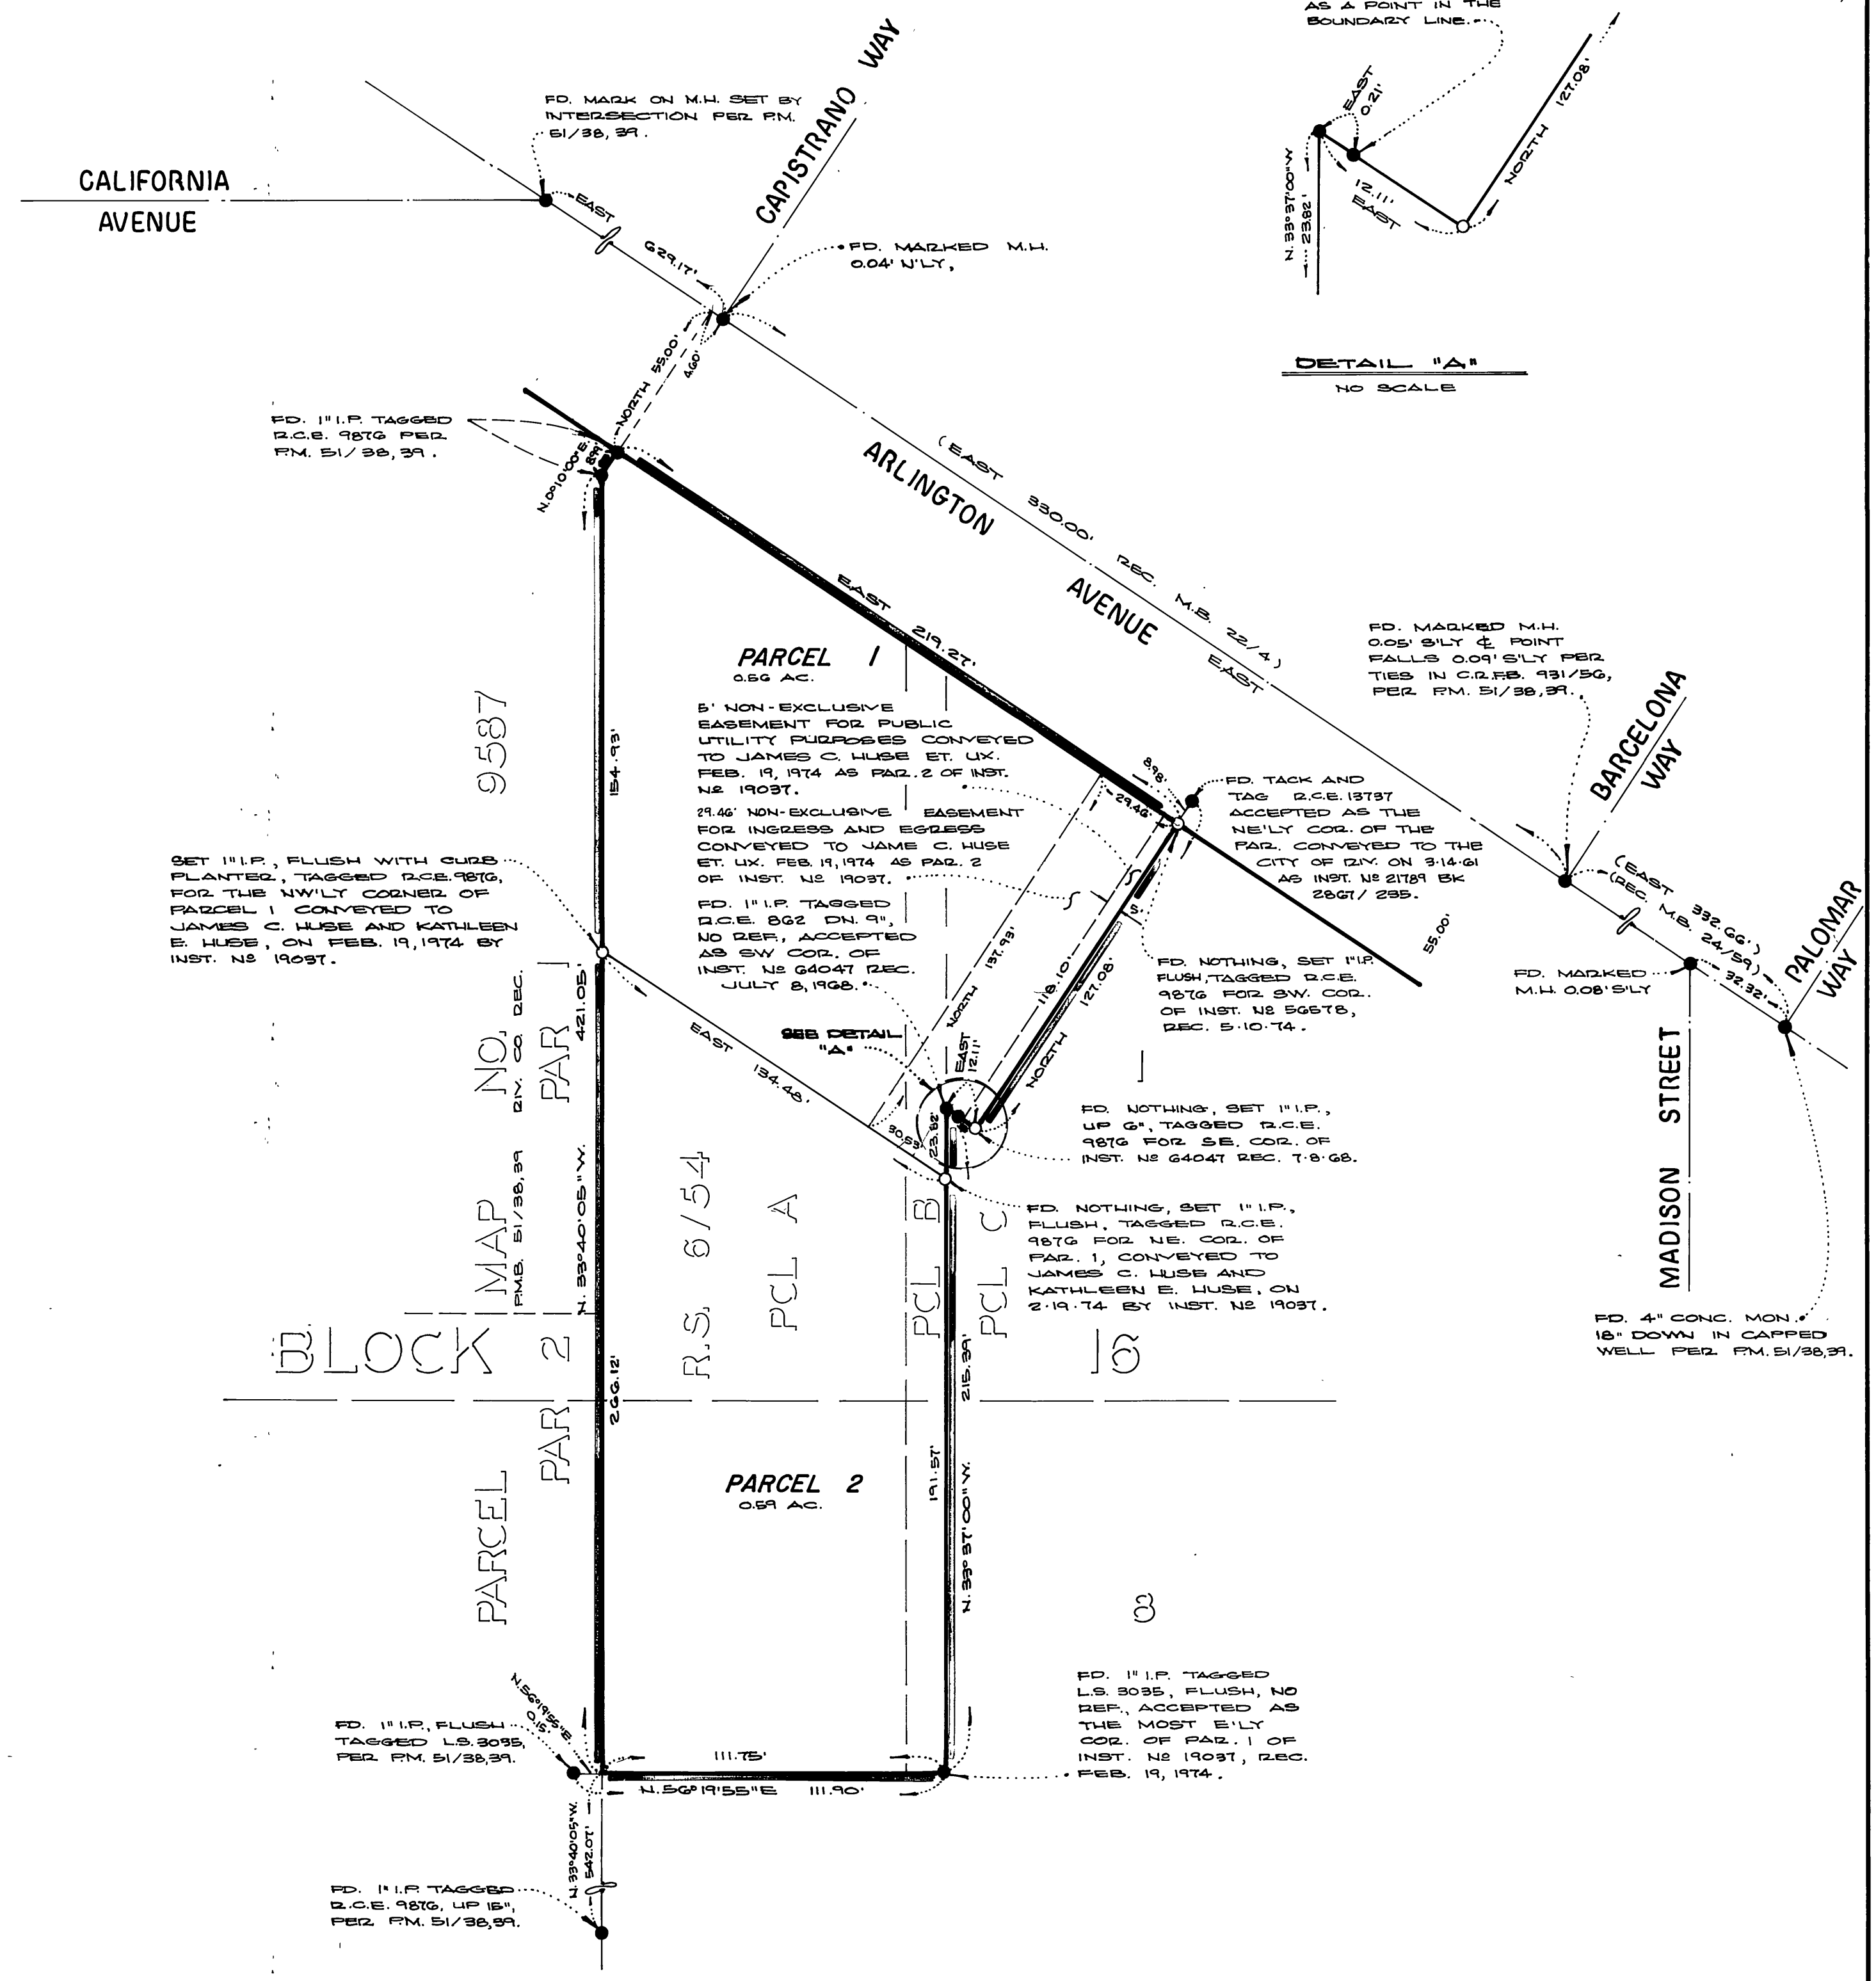 AS A POINT IN THE
BOUNDARY LINE.
EAST
0.21'
NORTH 127.08'
N.33°37'00"W
23.82'
12.11'
EAST
DETAIL "A"
NO SCALE
FD. MARK ON M.H. SET BY
INTERSECTION PER P.M.
51/38, 39.
CALIFORNIA
AVENUE
CAPISTRANO WAY
EAST
629.17'
FD. MARKED M.H.
0.04' N'LY,
NORTH 55.00'
4.60'
FD. 1" I.P. TAGGED
R.C.E. 9876 PER
P.M. 51/38, 39.
N.0°10'00"E.
8.99'
(EAST 330.00' REC. M.B. 22/4)
ARLINGTON AVENUE
EAST
EAST 219.27'
FD. MARKED M.H.
0.05' S'LY ℄ POINT
FALLS 0.09' S'LY PER
TIES IN C.R.F.B. 931/56,
PER P.M. 51/38,39.
BARCELONA
WAY
PARCEL 1
0.56 AC.
5' NON-EXCLUSIVE
EASEMENT FOR PUBLIC
UTILITY PURPOSES CONVEYED
TO JAMES C. HUSE ET. UX.
FEB. 19, 1974 AS PAR. 2 OF INST.
Nº 19037.
29.46' NON-EXCLUSIVE EASEMENT
FOR INGRESS AND EGRESS
CONVEYED TO JAME C. HUSE
ET. UX. FEB. 19, 1974 AS PAR. 2
OF INST. Nº 19037.
FD. 1" I.P. TAGGED
R.C.E. 862 DN. 9",
NO REF., ACCEPTED
AS SW COR. OF
INST. Nº 64047 REC.
JULY 8, 1968.
154.93'
8.98'
29.46'
FD. TACK AND
TAG R.C.E. 13737
ACCEPTED AS THE
NE'LY COR. OF THE
PAR. CONVEYED TO THE
CITY OF RIV. ON 3-14-61
AS INST. Nº 21789 BK
2867/ 235.
55.00'
(EAST 332.66')
(REC. M.B. 24/59)
32.32'
PALOMAR
WAY
SET 1" I.P., FLUSH WITH CURB
PLANTER, TAGGED R.C.E. 9876,
FOR THE NW'LY CORNER OF
PARCEL 1 CONVEYED TO
JAMES C. HUSE AND KATHLEEN
E. HUSE, ON FEB. 19, 1974 BY
INST. Nº 19037.
FD. NOTHING, SET 1" I.P.
FLUSH, TAGGED R.C.E.
9876 FOR SW. COR.
OF INST. Nº 56578,
REC. 5-10-74.
FD. MARKED
M.H. 0.08' S'LY
MADISON STREET
5'
NORTH 137.93'
118.10'
NORTH 127.08'
EAST 134.48'
30.53'
SEE DETAIL
"A"
EAST
12.11'
23.82'
FD. NOTHING, SET 1" I.P.,
UP 6", TAGGED R.C.E.
9876 FOR SE. COR. OF
INST. Nº 64047 REC. 7-8-68.
FD. NOTHING, SET 1" I.P.,
FLUSH, TAGGED R.C.E.
9876 FOR NE. COR. OF
PAR. 1, CONVEYED TO
JAMES C. HUSE AND
KATHLEEN E. HUSE, ON
2-19-74 BY INST. Nº 19037.
FD. 4" CONC. MON.
18" DOWN IN CAPPED
WELL PER P.M. 51/38,39.
PARCEL MAP NO. 9587
P.M.B. 51/38,39 RIV. CO. REC.
PAR 1
PAR 2
PAR
N. 33°40'05"W. 421.05'
R.S. 6/54
PCL A
PCL B
PCL C
1
BLOCK 16
8
266.12'
215.39'
191.57'
N. 33°37'00"W.
PARCEL 2
0.59 AC.
N.56°19'55"E
0.15'
FD. 1" I.P., FLUSH
TAGGED L.S. 3035,
PER P.M. 51/38,39.
111.75'
N.56°19'55"E 111.90'
FD. 1" I.P. TAGGED
L.S. 3035, FLUSH, NO
REF., ACCEPTED AS
THE MOST E'LY
COR. OF PAR. 1 OF
INST. Nº 19037, REC.
FEB. 19, 1974.
N.33°40'05"W.
542.07'
FD. 1" I.P. TAGGED
R.C.E. 9876, UP 15",
PER P.M. 51/38,39.